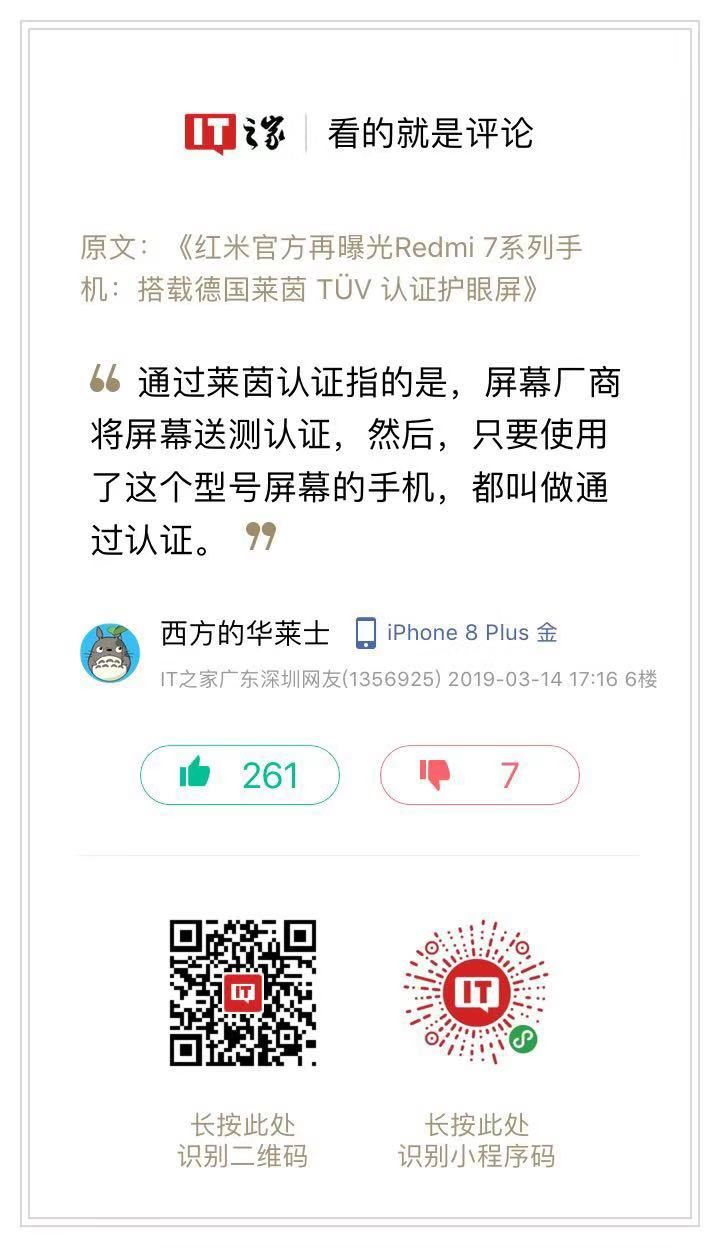 IT之家 看的就是评论
原文：《红米官方再曝光Redmi 7系列手
机：搭载德国莱茵 TÜV 认证护眼屏》
“ 通过莱茵认证指的是，屏幕厂商
将屏幕送测认证，然后，只要使用
了这个型号屏幕的手机，都叫做通
过认证。 ”
西方的华莱士 iPhone 8 Plus 金
IT之家广东深圳网友(1356925) 2019-03-14 17:16 6楼
261 7
IT IT
长按此处 长按此处
识别二维码 识别小程序码